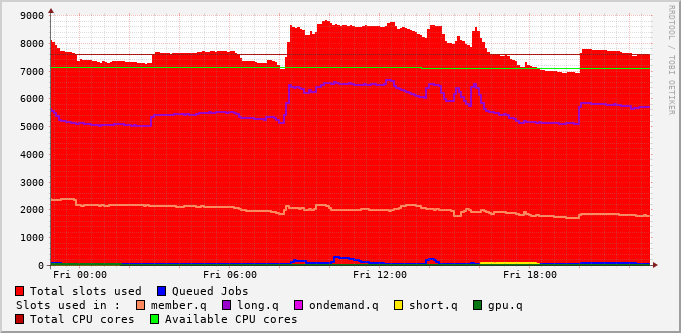 9000
8000
7000
6000
5000
4000
3000
2000
1000
0
Fri 00:00 Fri 06:00 Fri 12:00 Fri 18:00
RRDTOOL / TOBI OETIKER
Total slots used Queued Jobs
Slots used in : member.q long.q ondemand.q short.q gpu.q
Total CPU cores Available CPU cores